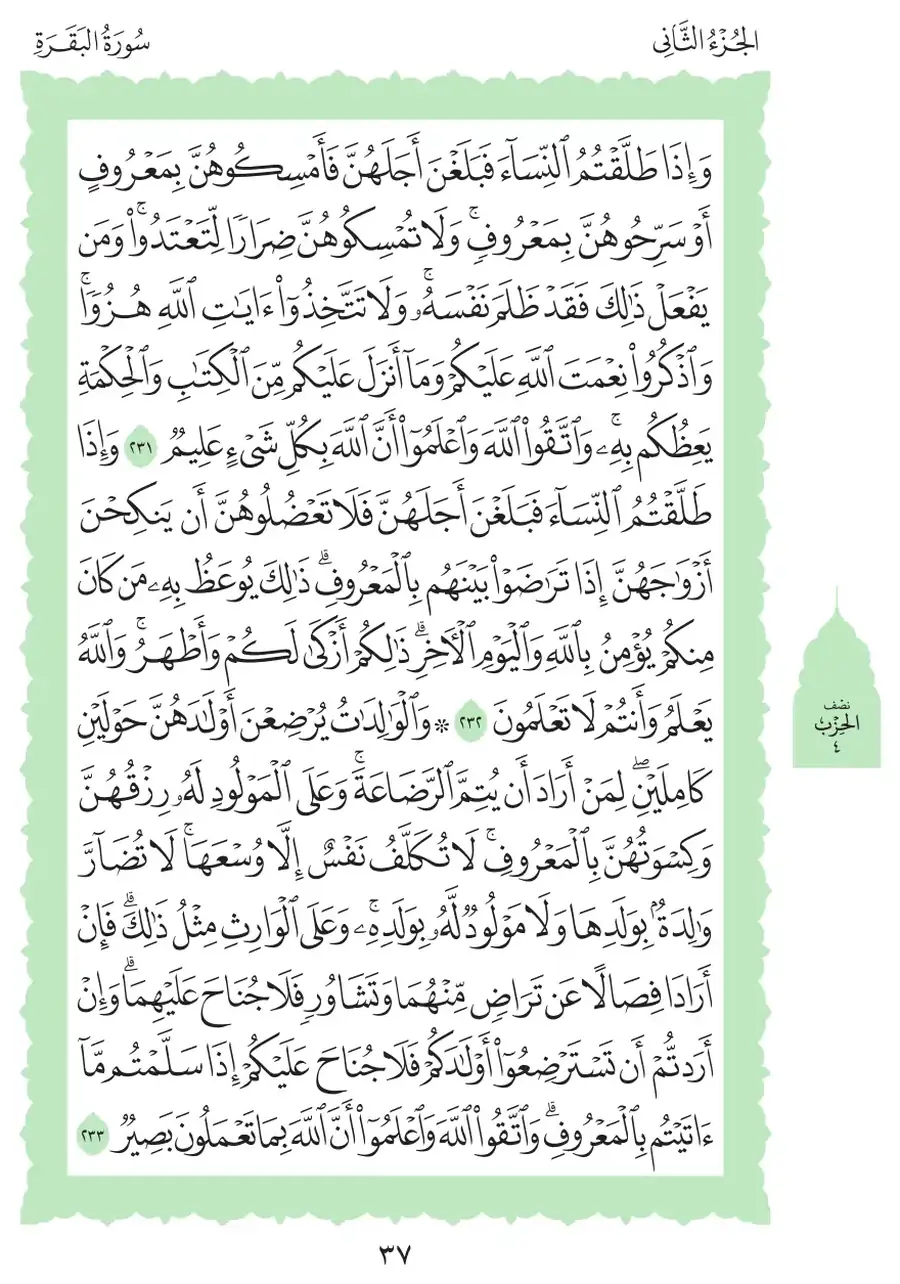 الجُزْءُ الثَّانِي
سُورَةُ البَقَرَةِ
وَإِذَا طَلَّقۡتُمُ ٱلنِّسَآءَ فَبَلَغۡنَ أَجَلَهُنَّ فَأَمۡسِكُوهُنَّ بِمَعۡرُوفٍ
أَوۡ سَرِّحُوهُنَّ بِمَعۡرُوفٖۚ وَلَا تُمۡسِكُوهُنَّ ضِرَارٗا لِّتَعۡتَدُواْۚ وَمَن
يَفۡعَلۡ ذَٰلِكَ فَقَدۡ ظَلَمَ نَفۡسَهُۥۚ وَلَا تَتَّخِذُوٓاْ ءَايَٰتِ ٱللَّهِ هُزُوٗاۚ
وَٱذۡكُرُواْ نِعۡمَتَ ٱللَّهِ عَلَيۡكُمۡ وَمَآ أَنزَلَ عَلَيۡكُم مِّنَ ٱلۡكِتَٰبِ وَٱلۡحِكۡمَةِ
يَعِظُكُم بِهِۦۚ وَٱتَّقُواْ ٱللَّهَ وَٱعۡلَمُوٓاْ أَنَّ ٱللَّهَ بِكُلِّ شَيۡءٍ عَلِيمٞ ٢٣١ وَإِذَا
طَلَّقۡتُمُ ٱلنِّسَآءَ فَبَلَغۡنَ أَجَلَهُنَّ فَلَا تَعۡضُلُوهُنَّ أَن يَنكِحۡنَ
أَزۡوَٰجَهُنَّ إِذَا تَرَٰضَوۡاْ بَيۡنَهُم بِٱلۡمَعۡرُوفِۗ ذَٰلِكَ يُوعَظُ بِهِۦ مَن كَانَ
مِنكُمۡ يُؤۡمِنُ بِٱللَّهِ وَٱلۡيَوۡمِ ٱلۡأٓخِرِۗ ذَٰلِكُمۡ أَزۡكَىٰ لَكُمۡ وَأَطۡهَرُۚ وَٱللَّهُ
يَعۡلَمُ وَأَنتُمۡ لَا تَعۡلَمُونَ ٢٣٢ * وَٱلۡوَٰلِدَٰتُ يُرۡضِعۡنَ أَوۡلَٰدَهُنَّ حَوۡلَيۡنِ
كَامِلَيۡنِۖ لِمَنۡ أَرَادَ أَن يُتِمَّ ٱلرَّضَاعَةَۚ وَعَلَى ٱلۡمَوۡلُودِ لَهُۥ رِزۡقُهُنَّ
وَكِسۡوَتُهُنَّ بِٱلۡمَعۡرُوفِۚ لَا تُكَلَّفُ نَفۡسٌ إِلَّا وُسۡعَهَاۚ لَا تُضَآرَّ
وَٰلِدَةُۢ بِوَلَدِهَا وَلَا مَوۡلُودٞ لَّهُۥ بِوَلَدِهِۦۚ وَعَلَى ٱلۡوَارِثِ مِثۡلُ ذَٰلِكَۗ فَإِنۡ
أَرَادَا فِصَالًا عَن تَرَاضٖ مِّنۡهُمَا وَتَشَاوُرٖ فَلَا جُنَاحَ عَلَيۡهِمَاۗ وَإِنۡ
أَرَدتُّمۡ أَن تَسۡتَرۡضِعُوٓاْ أَوۡلَٰدَكُمۡ فَلَا جُنَاحَ عَلَيۡكُمۡ إِذَا سَلَّمۡتُم مَّآ
ءَاتَيۡتُم بِٱلۡمَعۡرُوفِۗ وَٱتَّقُواْ ٱللَّهَ وَٱعۡلَمُوٓاْ أَنَّ ٱللَّهَ بِمَا تَعۡمَلُونَ بَصِيرٞ ٢٣٣
نِصْف
الحِزْبِ
٤
٣٧